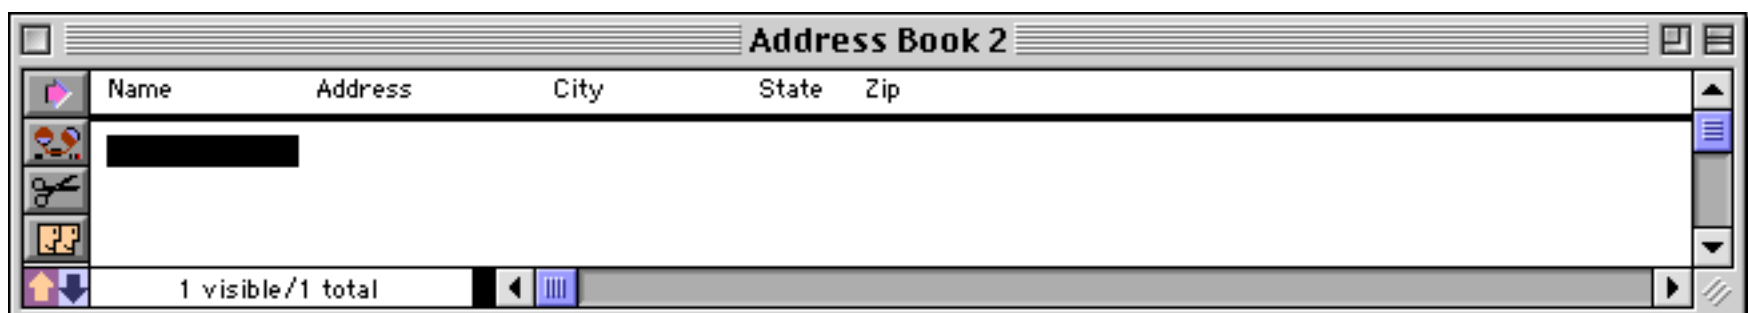 Address Book 2
Name Address City State Zip
1 visible/1 total